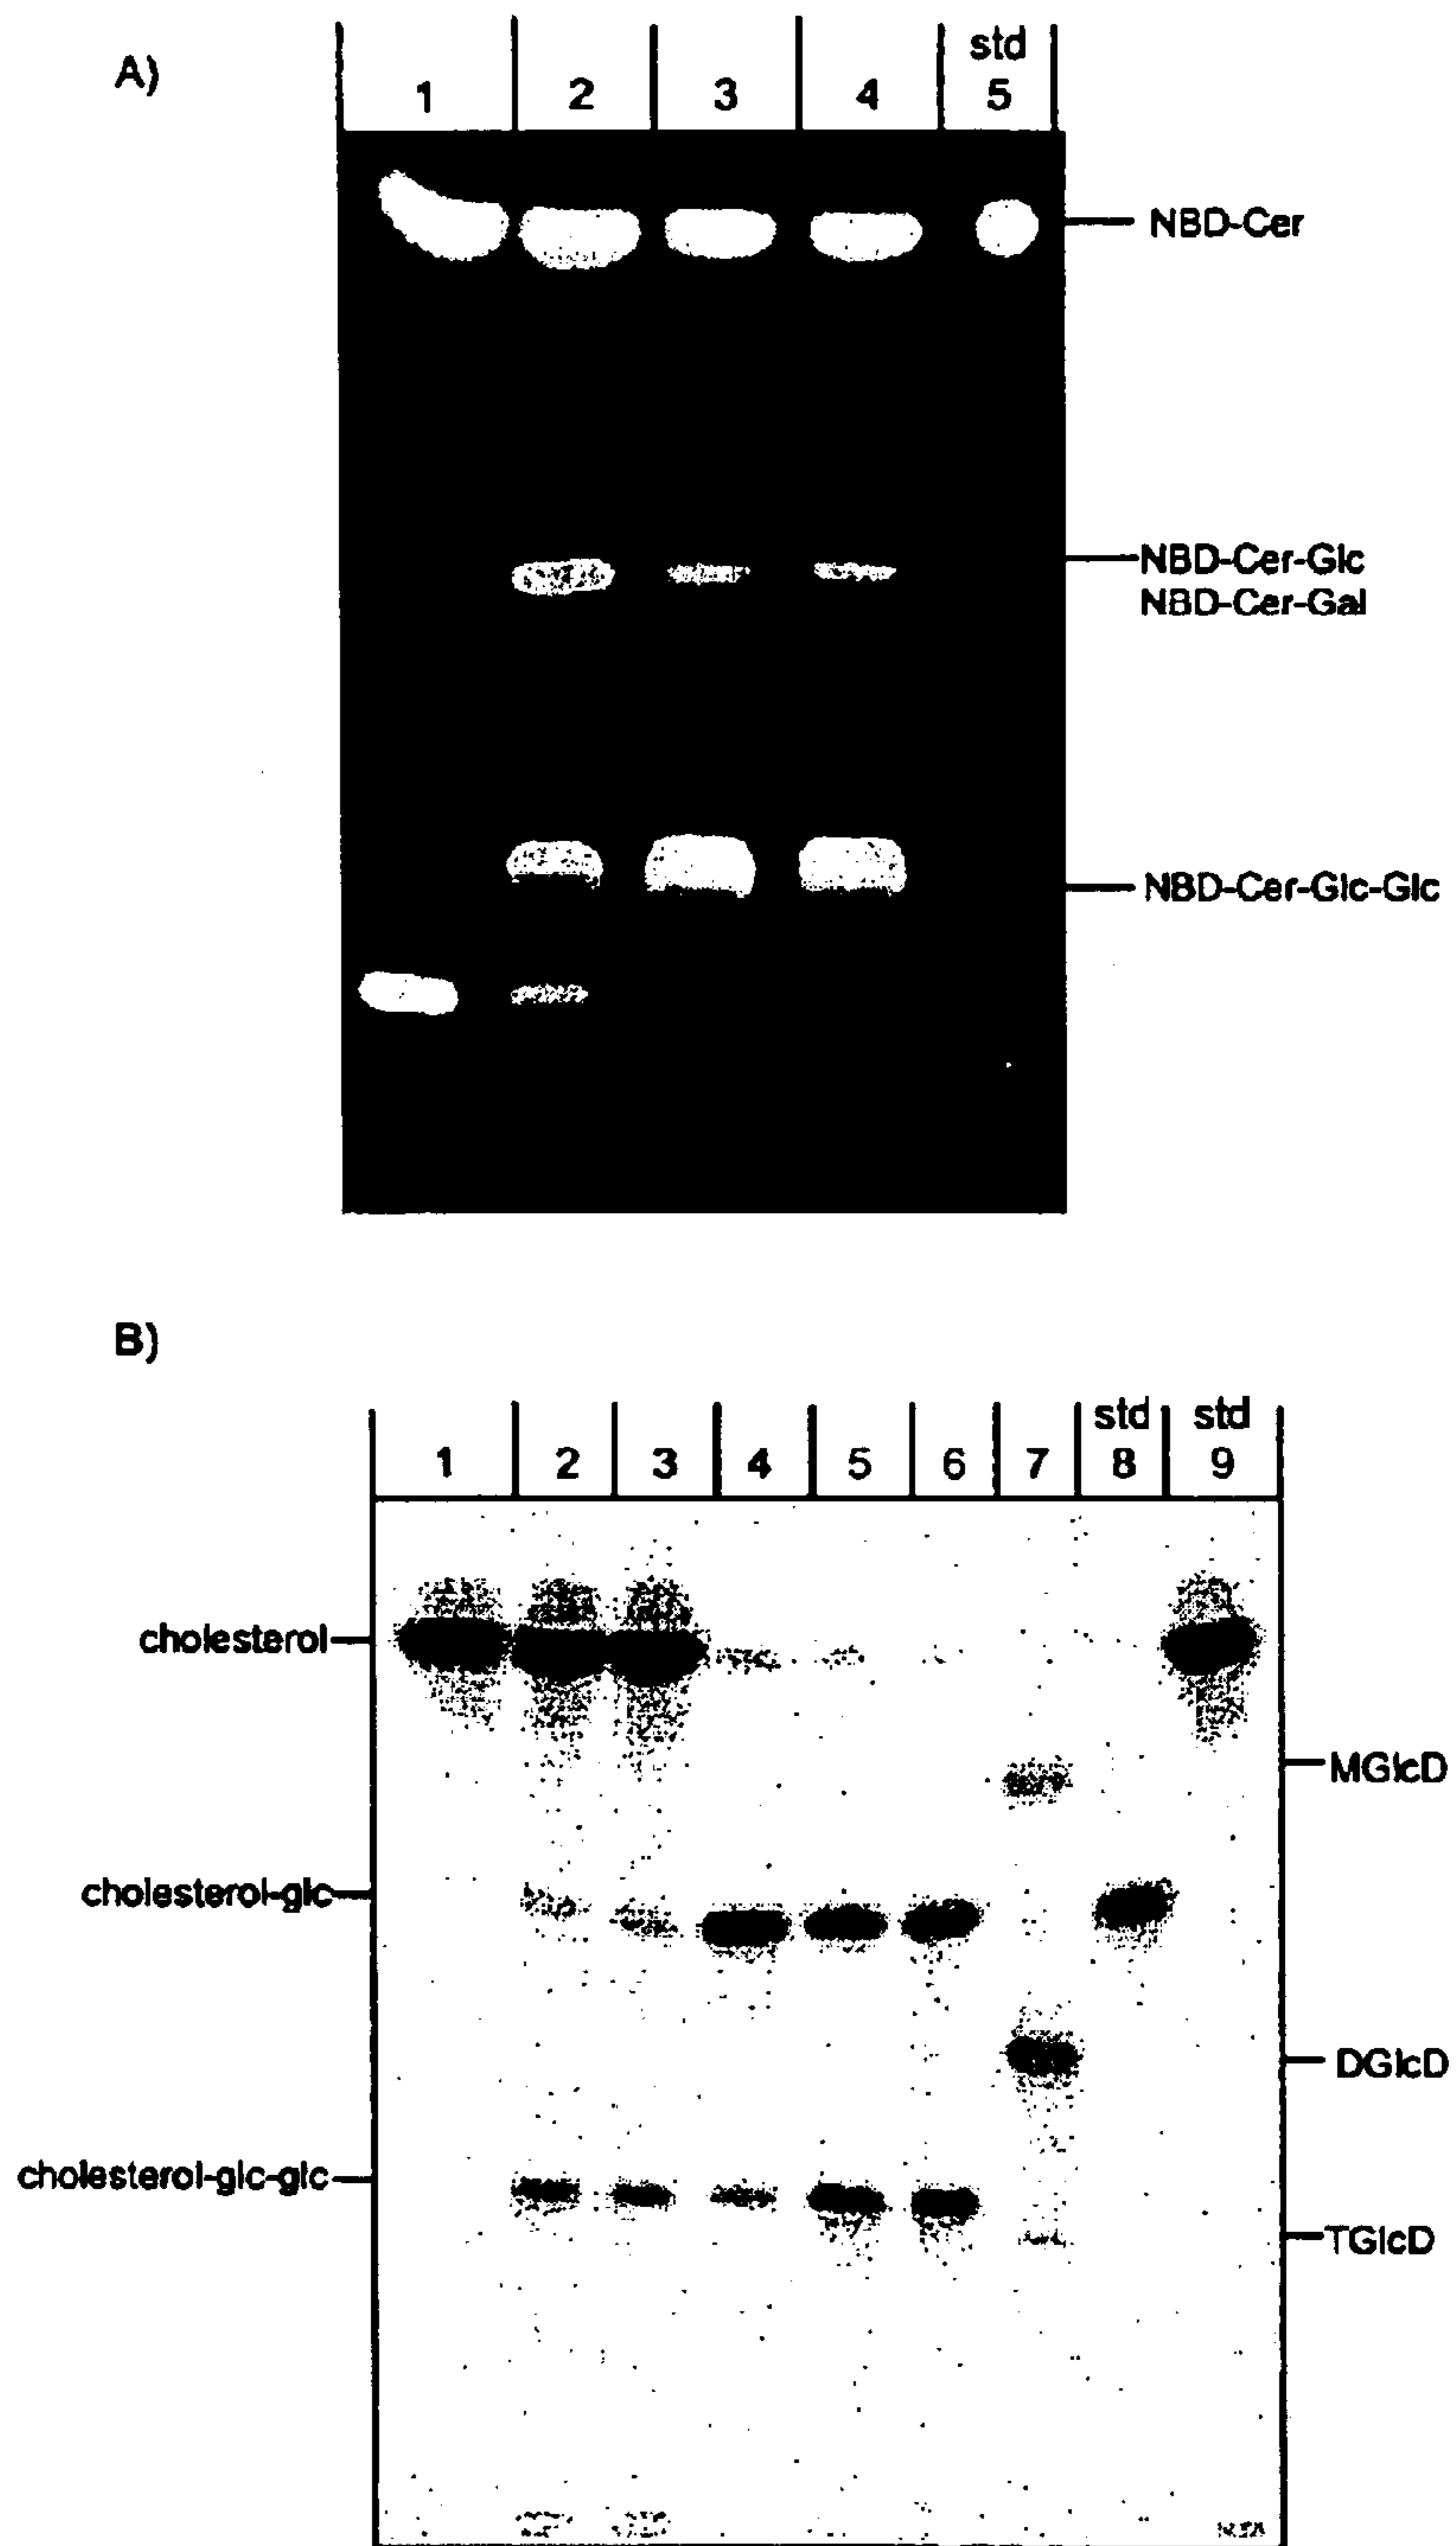 A)
std
1 2 3 4 5
NBD-Cer
NBD-Cer-Glc
NBD-Cer-Gal
NBD-Cer-Glc-Glc
B)
std std
1 2 3 4 5 6 7 8 9
cholesterol
MGlcD
cholesterol-glc
DGlcD
cholesterol-glc-glc
TGlcD